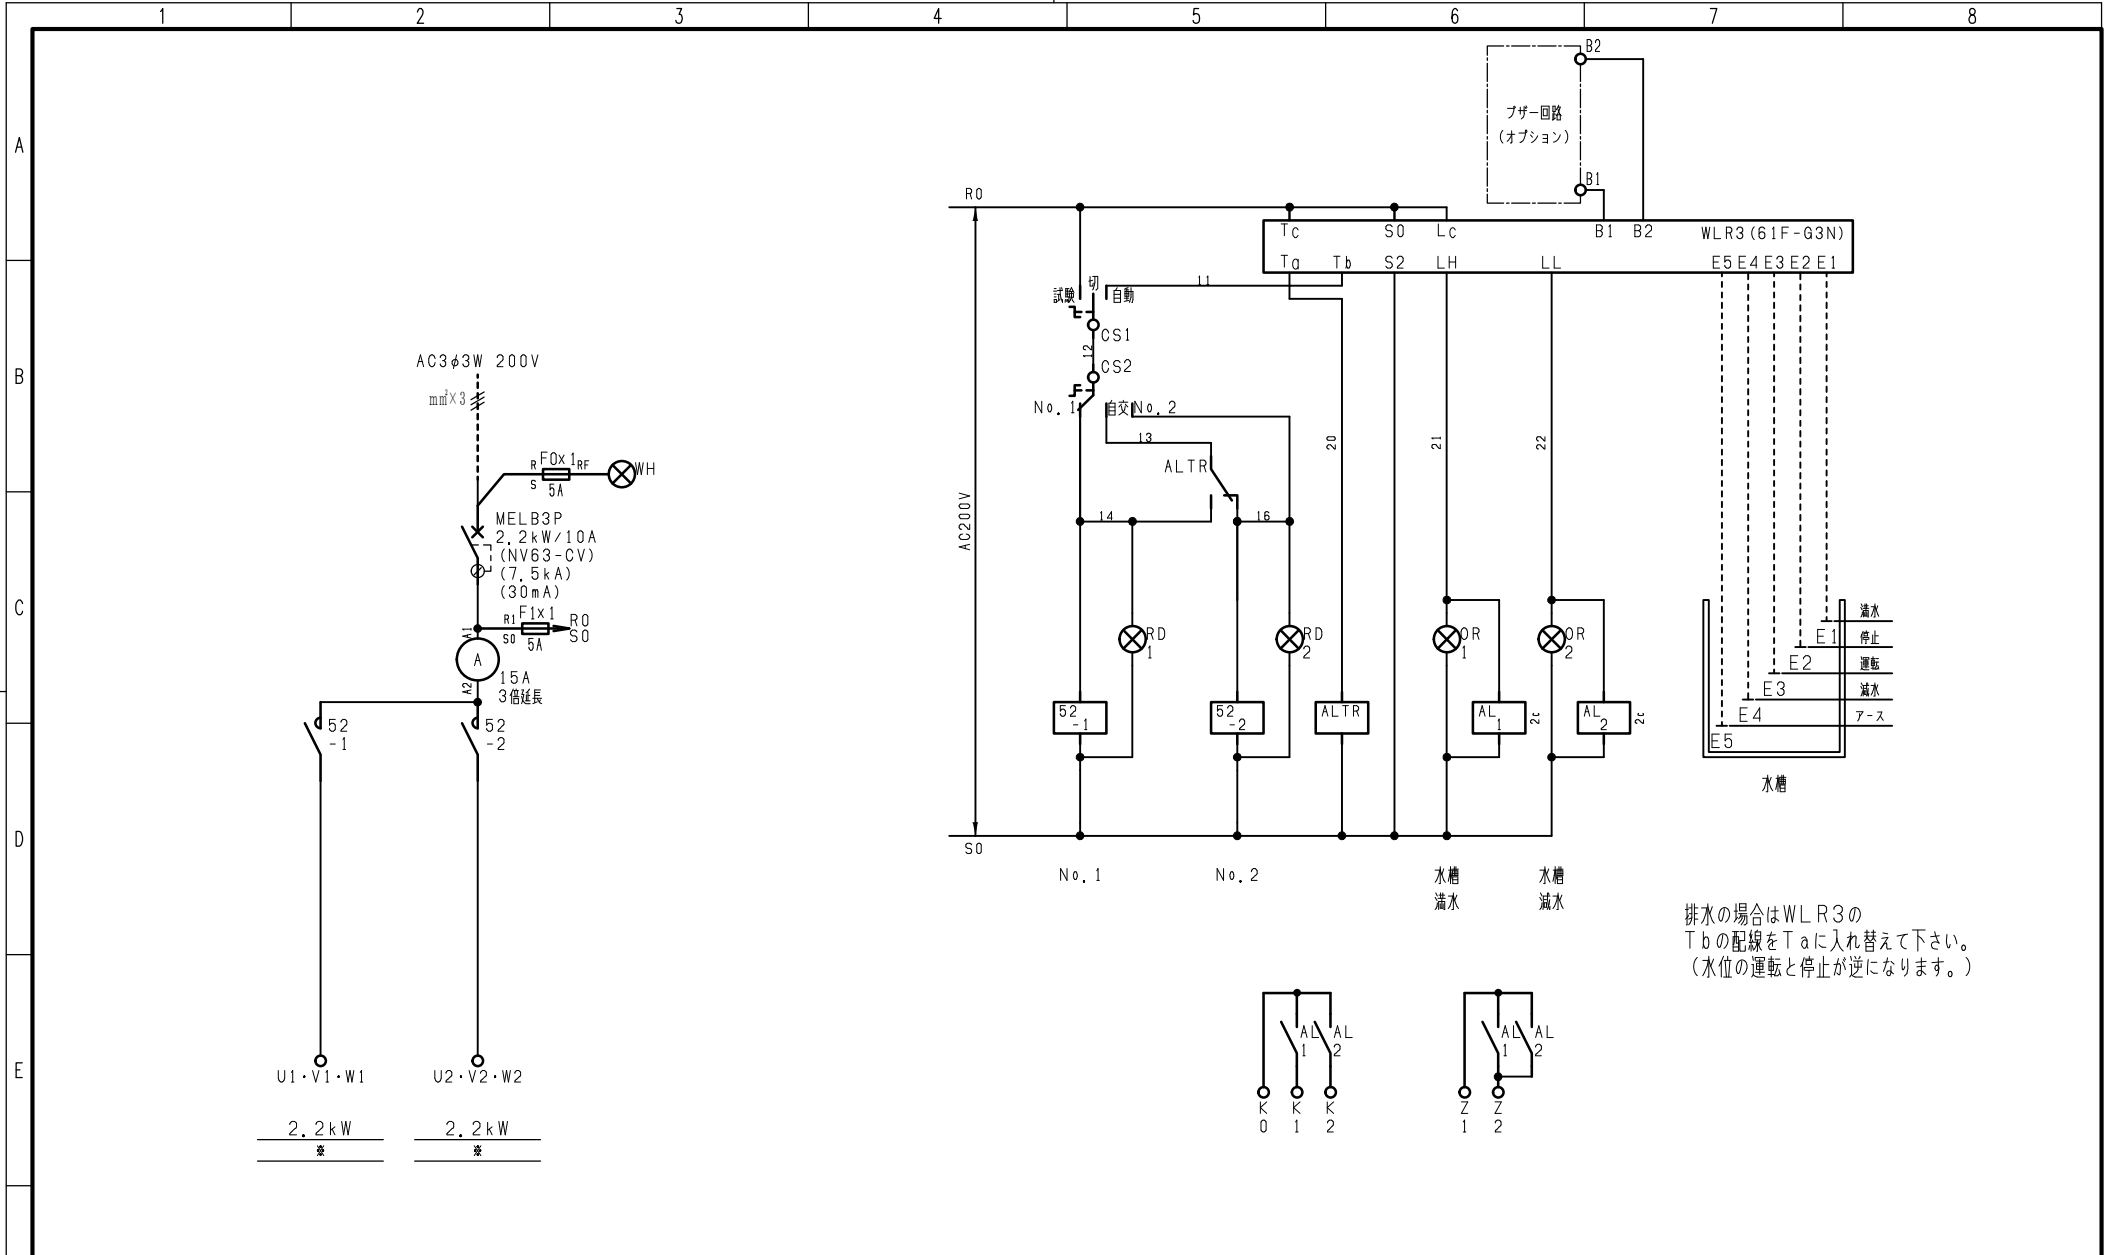 1 2 3 4 5 6 7 8
A
B
C
D
E
B2
ブザー回路
(オプション)
B1
R0
Tc S0 Lc B1 B2 WLR3(61F-G3N)
Ta Tb S2 LH LL E5 E4 E3 E2 E1
11
試験 切 自動
CS1
12
CS2
No.1 自交 No.2
13
ALTR
14
16
20
21
22
AC200V
RD
1
RD
2
OR
1
OR
2
52
-1
52
-2
ALTR
AL
1
2c
AL
2
2c
S0
No.1
No.2
水槽
満水
水槽
減水
E1 満水
E2 停止
E3 運転
E4 減水
E5 アース
水槽
AC3φ3W 200V
mm²×3
R F0x1 RF
S 5A
WH
MELB3P
2.2kW/10A
(NV63-CV)
(7.5kA)
(30mA)
R1 F1x1 R0
S0 5A S0
A1
A
A2
15A
3倍延長
52
-1
52
-2
U1・V1・W1
U2・V2・W2
2.2kW
※
2.2kW
※
排水の場合はWLR3の
Tbの配線をTaに入れ替えて下さい。
（水位の運転と停止が逆になります。）
AL
1
AL
2
K
0
K
1
K
2
AL
1
AL
2
Z
1
Z
2